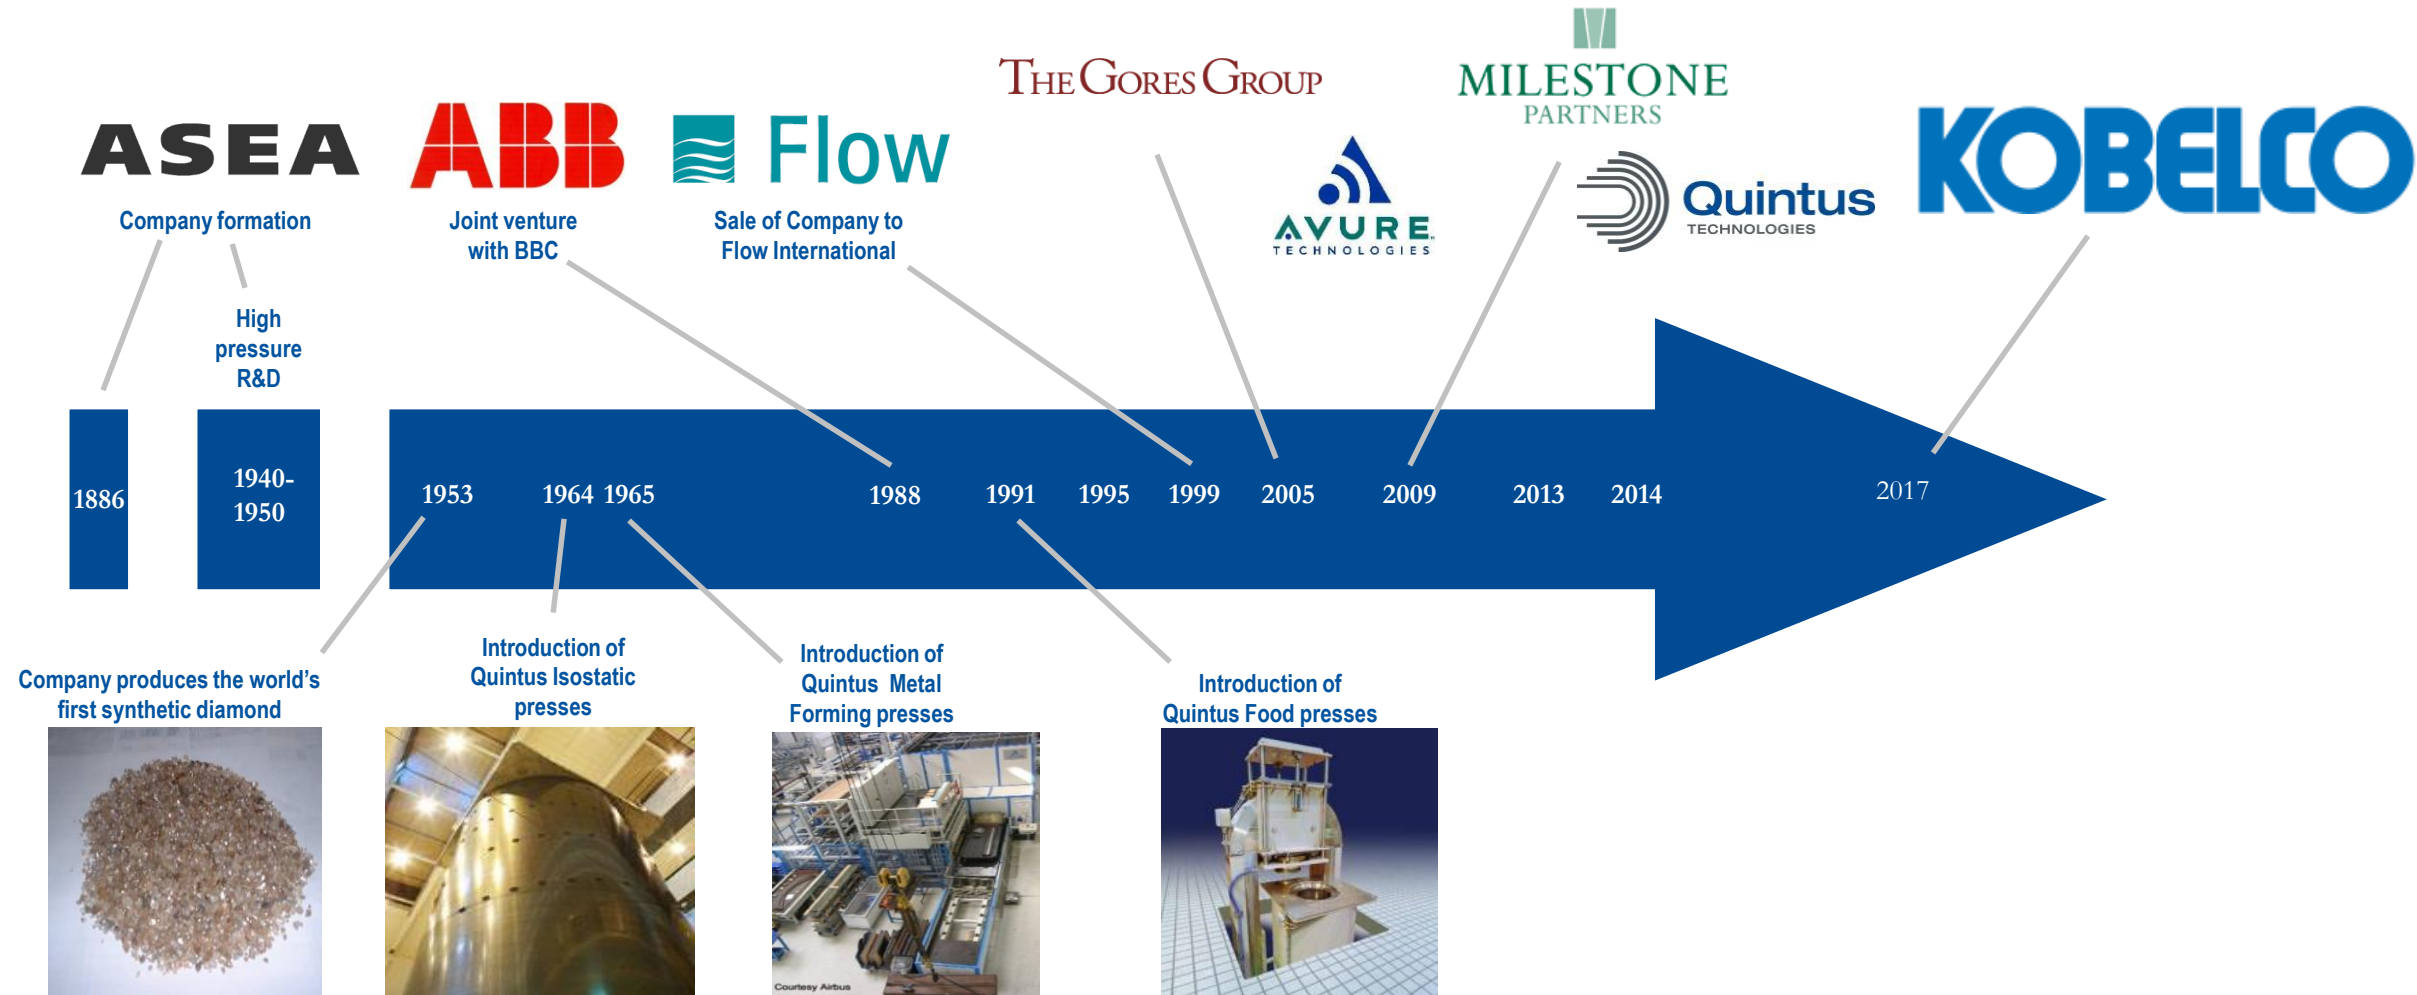 THE GORES GROUP
MILESTONE
PARTNERS
ASEA
ABB
Flow
AVURE
TECHNOLOGIES
Quintus
TECHNOLOGIES
KOBELCO
Company formation
Joint venture
with BBC
Sale of Company to
Flow International
High
pressure
R&D
1886
1940-
1950
1953
1964
1965
1988
1991
1995
1999
2005
2009
2013
2014
2017
Company produces the world’s
first synthetic diamond
Introduction of
Quintus Isostatic
presses
Introduction of
Quintus Metal
Forming presses
Introduction of
Quintus Food presses
Courtesy Airbus